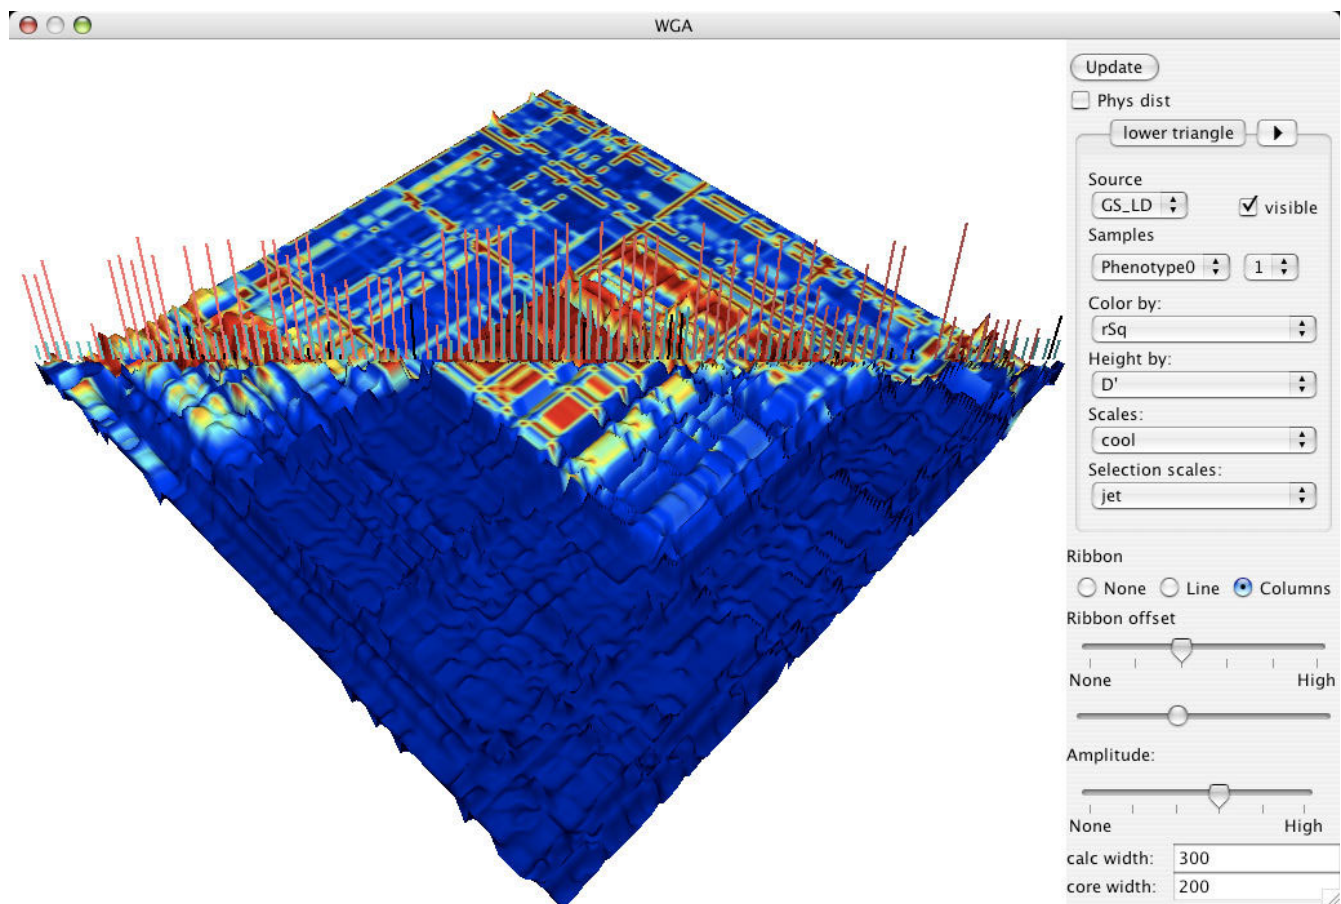 WGA
Update
Phys dist
lower triangle
Source
GS_LD
visible
Samples
Phenotype0 1
Color by:
rSq
Height by:
D'
Scales:
cool
Selection scales:
jet
Ribbon
None Line Columns
Ribbon offset
None High
Amplitude:
None High
calc width: 300
core width: 200